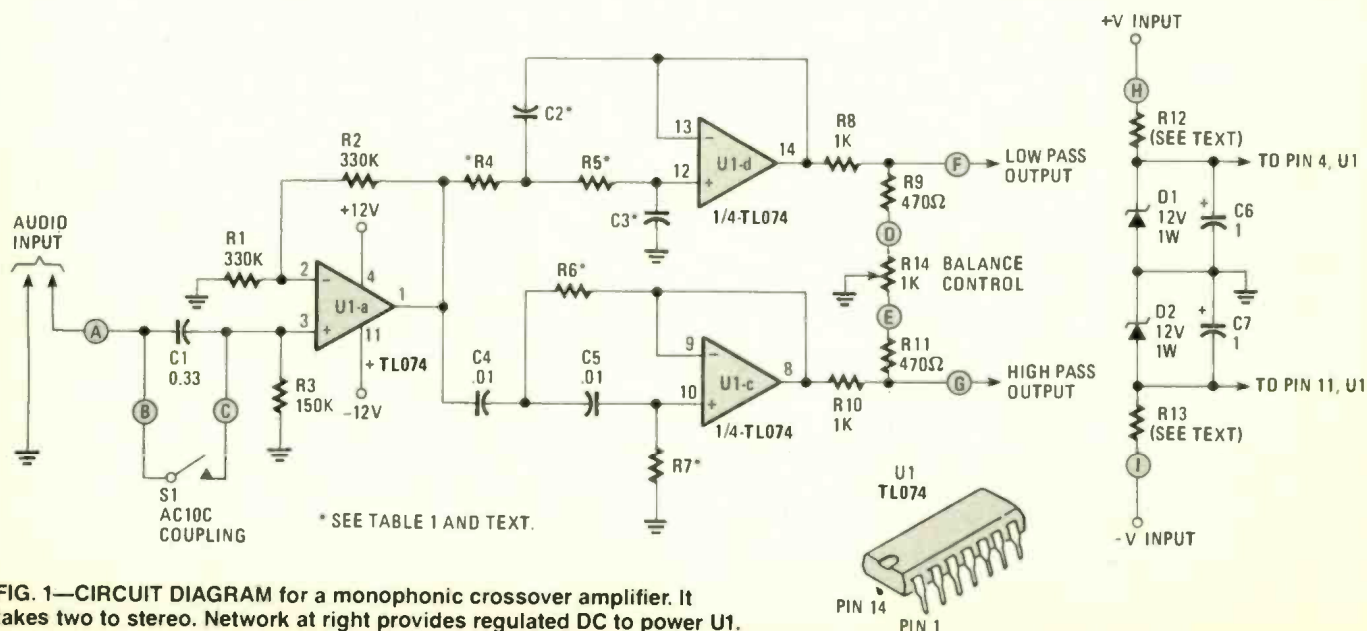 AUDIO
INPUT
A
B
C
C1
0.33
S1
AC10C
COUPLING
R1
330K
R2
330K
R3
150K
+12V
2
3
4
11
1
U1-a
+ TL074
-12V
*R4
C2*
R5*
C3*
13
12
14
U1-d
1/4-TL074
R8
1K
F
LOW PASS
OUTPUT
R9
470Ω
D
R14
1K
BALANCE
CONTROL
E
R11
470Ω
C4
.01
C5
.01
R6*
R7*
9
10
8
U1-c
1/4-TL074
R10
1K
G
HIGH PASS
OUTPUT
+V INPUT
H
R12
(SEE TEXT)
TO PIN 4, U1
D1
12V
1W
+
C6
1
D2
12V
1W
+
C7
1
TO PIN 11, U1
R13
(SEE TEXT)
I
-V INPUT
* SEE TABLE 1 AND TEXT.
U1
TL074
PIN 14
PIN 1
FIG. 1—CIRCUIT DIAGRAM for a monophonic crossover amplifier. It
takes two to stereo. Network at right provides regulated DC to power U1.